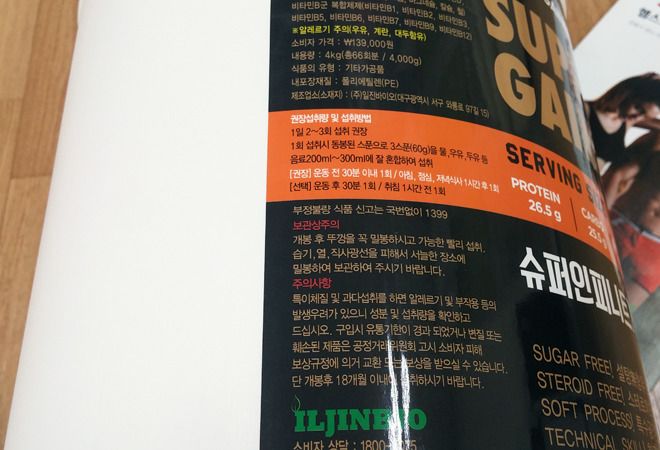 비타민B군 복합제제(비타민B1, 비타민B2, 비타민B3,
비타민B5, 비타민B6, 비타민B7, 비타민B9, 비타민B12)
※알레르기 주의(우유, 계란, 대두함유)
소비자 가격 : ₩139,000원
내용량 : 4kg(총66회분 / 4,000g)
식품의 유형 : 기타가공품
내포장재질 : 폴리에틸렌(PE)
제조업소(소재지) : (주)일진바이오(대구광역시 서구 와룡로 97길 15)
권장섭취량 및 섭취방법
1일 2~3회 섭취 권장
1회 섭취시 동봉된 스푼으로 3스푼(60g)을 물,우유,두유 등
음료200ml~300ml에 잘 혼합하여 섭취
[권장] 운동 전 30분 이내 1회 / 아침, 점심, 저녁식사 1시간 후 1회
[선택] 운동 후 30분 1회 / 취침 1시간 전 1회
부정불량 식품 신고는 국번없이 1399
보관상주의
개봉 후 뚜껑을 꼭 밀봉하시고 가능한 빨리 섭취.
습기,열,직사광선을 피해서 서늘한 장소에
밀봉하여 보관하여 주시기 바랍니다.
주의사항
특이체질 및 과다섭취를 하면 알레르기 및 부작용 등의
발생우려가 있으니 성분 및 섭취량을 확인하고
드십시오. 구입시 유통기한이 경과 되었거나 변질 또는
훼손된 제품은 공정거래위원회 고시 소비자 피해
보상규정에 의거 교환 또는 보상을 받으실 수 있습니다.
단 개봉후 18개월 이내에 섭취하시기 바랍니다.
ILJINBIO
소비자 상담 : 1800-
SUP
GAI
SERVING
PROTEIN
26.5 g
25.5 g
슈퍼인피니트
SUGAR FREE!
STEROID FREE!
SOFT PROCESS!
TECHNICAL